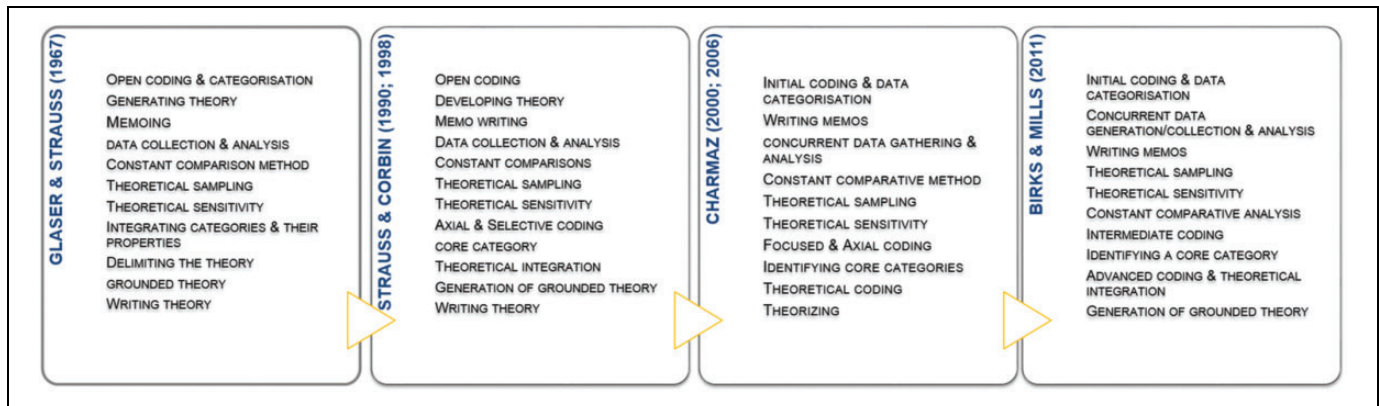 GLASER & STRAUSS (1967)
OPEN CODING & CATEGORISATION
GENERATING THEORY
MEMOING
DATA COLLECTION & ANALYSIS
CONSTANT COMPARISON METHOD
THEORETICAL SAMPLING
THEORETICAL SENSITIVITY
INTEGRATING CATEGORIES & THEIR
PROPERTIES
DELIMITING THE THEORY
GROUNDED THEORY
WRITING THEORY
STRAUSS & CORBIN (1990; 1998)
OPEN CODING
DEVELOPING THEORY
MEMO WRITING
DATA COLLECTION & ANALYSIS
CONSTANT COMPARISONS
THEORETICAL SAMPLING
THEORETICAL SENSITIVITY
AXIAL & SELECTIVE CODING
CORE CATEGORY
THEORETICAL INTEGRATION
GENERATION OF GROUNDED THEORY
WRITING THEORY
CHARMAZ (2000; 2006)
INITIAL CODING & DATA
CATEGORISATION
WRITING MEMOS
CONCURRENT DATA GATHERING &
ANALYSIS
CONSTANT COMPARATIVE METHOD
THEORETICAL SAMPLING
THEORETICAL SENSITIVITY
FOCUSED & AXIAL CODING
IDENTIFYING CORE CATEGORIES
THEORETICAL CODING
THEORIZING
BIRKS & MILLS (2011)
INITIAL CODING & DATA
CATEGORISATION
CONCURRENT DATA
GENERATION/COLLECTION & ANALYSIS
WRITING MEMOS
THEORETICAL SAMPLING
THEORETICAL SENSITIVITY
CONSTANT COMPARATIVE ANALYSIS
INTERMEDIATE CODING
IDENTIFYING A CORE CATEGORY
ADVANCED CODING & THEORETICAL
INTEGRATION
GENERATION OF GROUNDED THEORY